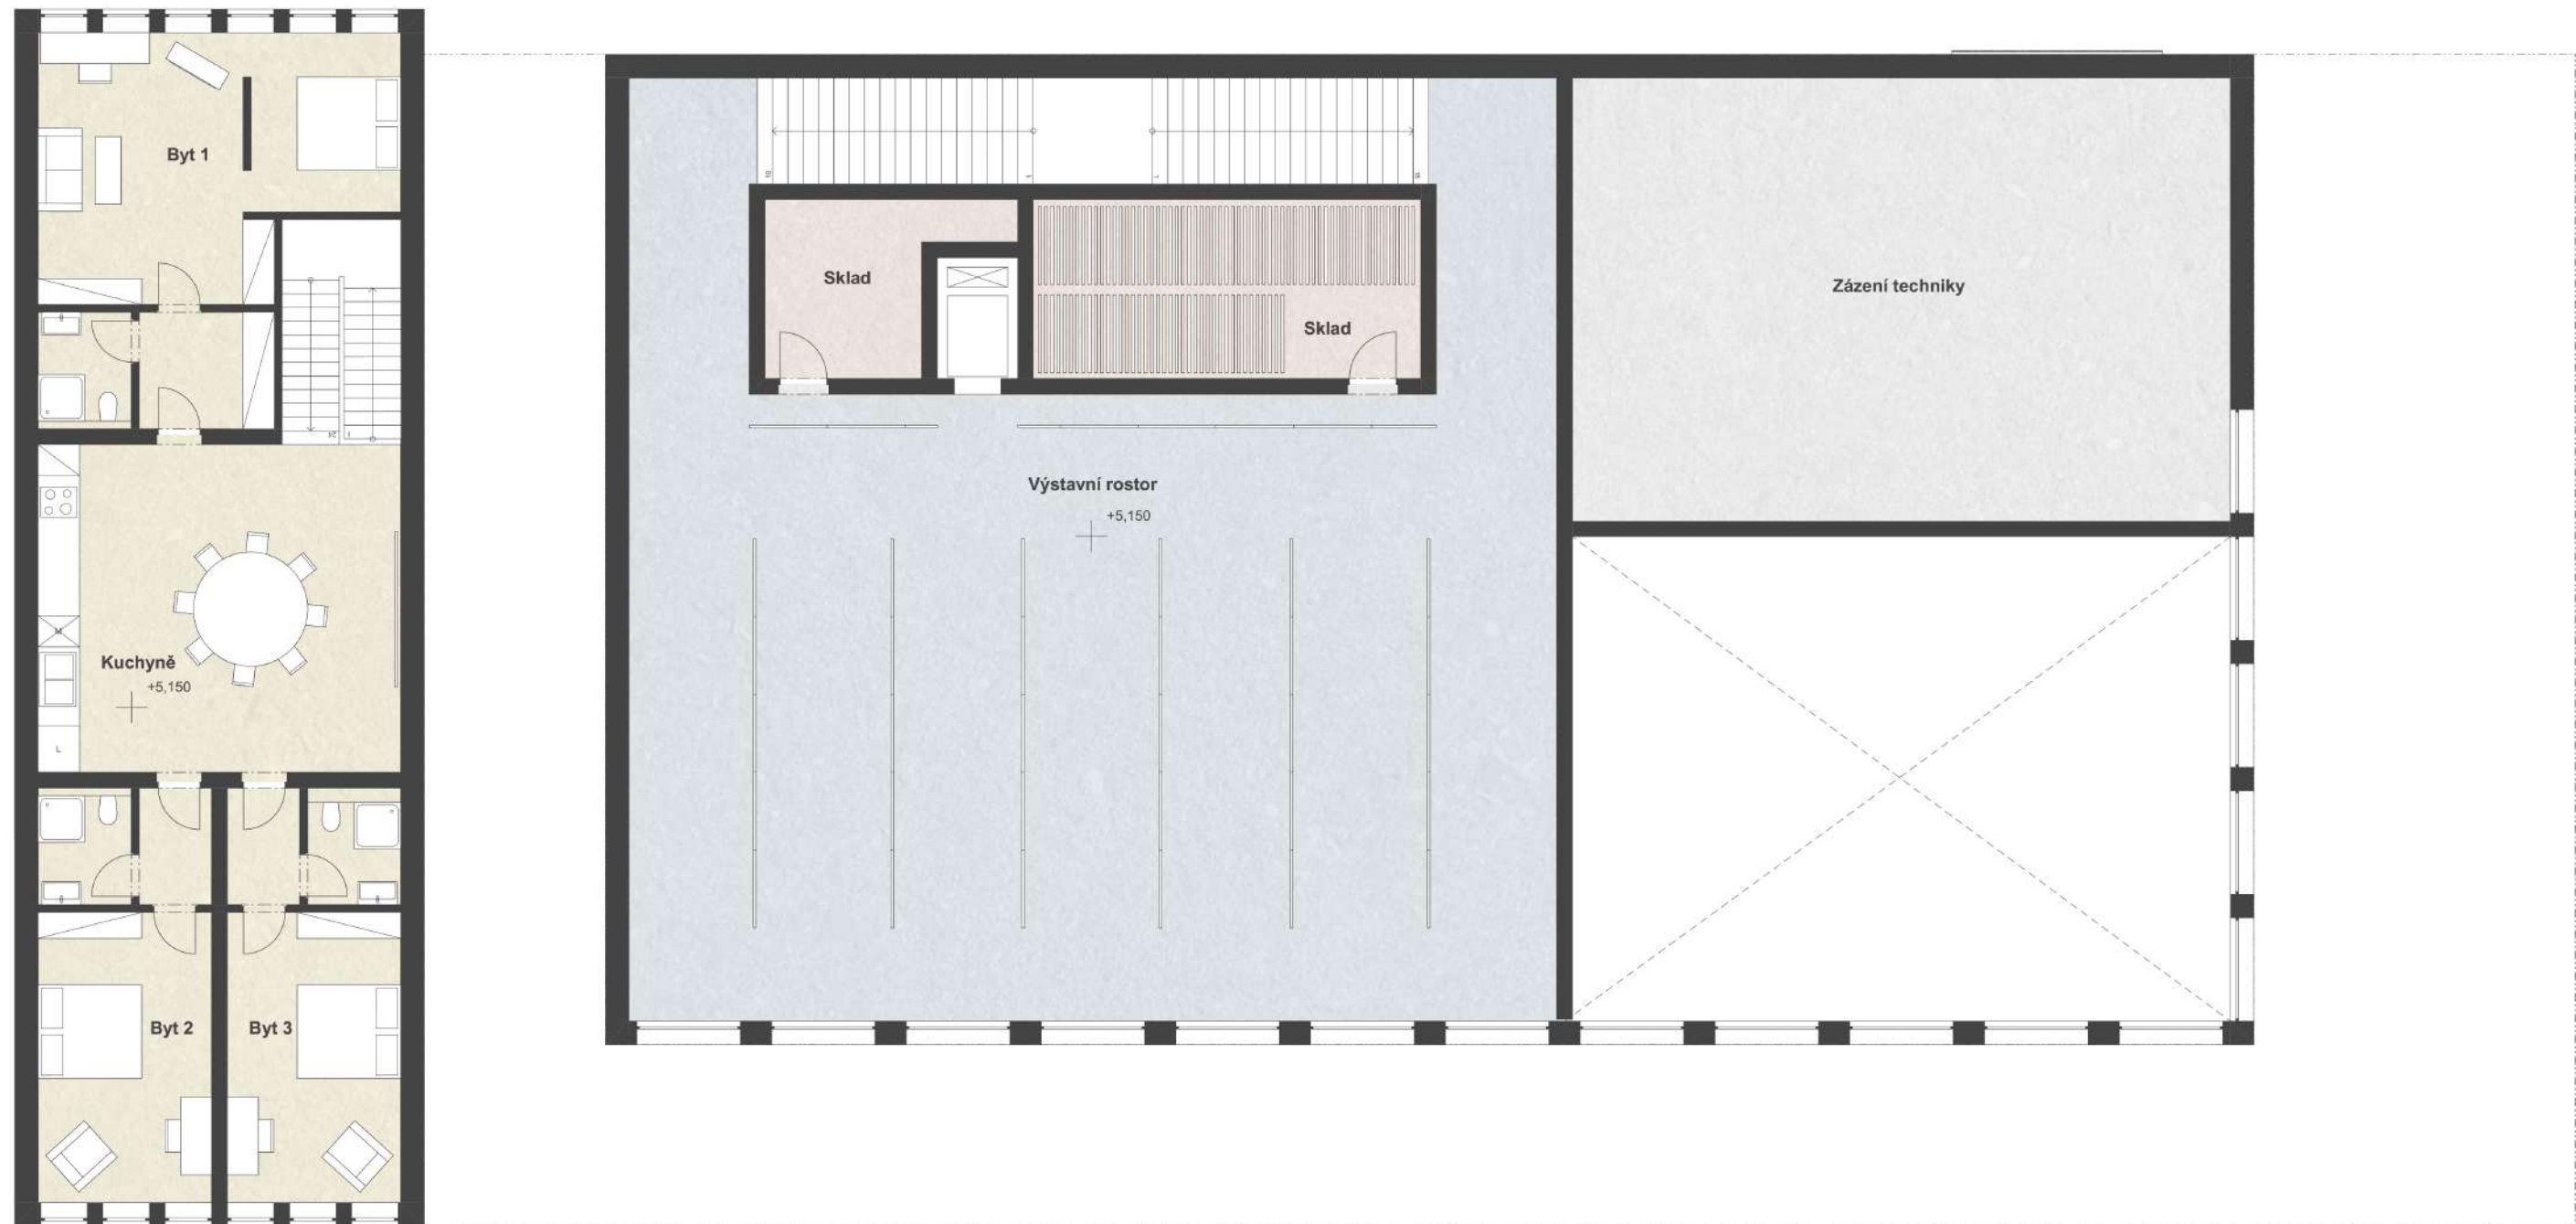 Byt 1
Sklad
Sklad
Zázení techniky
Výstavní rostor
+5,150
M
Kuchyně
+5,150
L
Byt 2
Byt 3